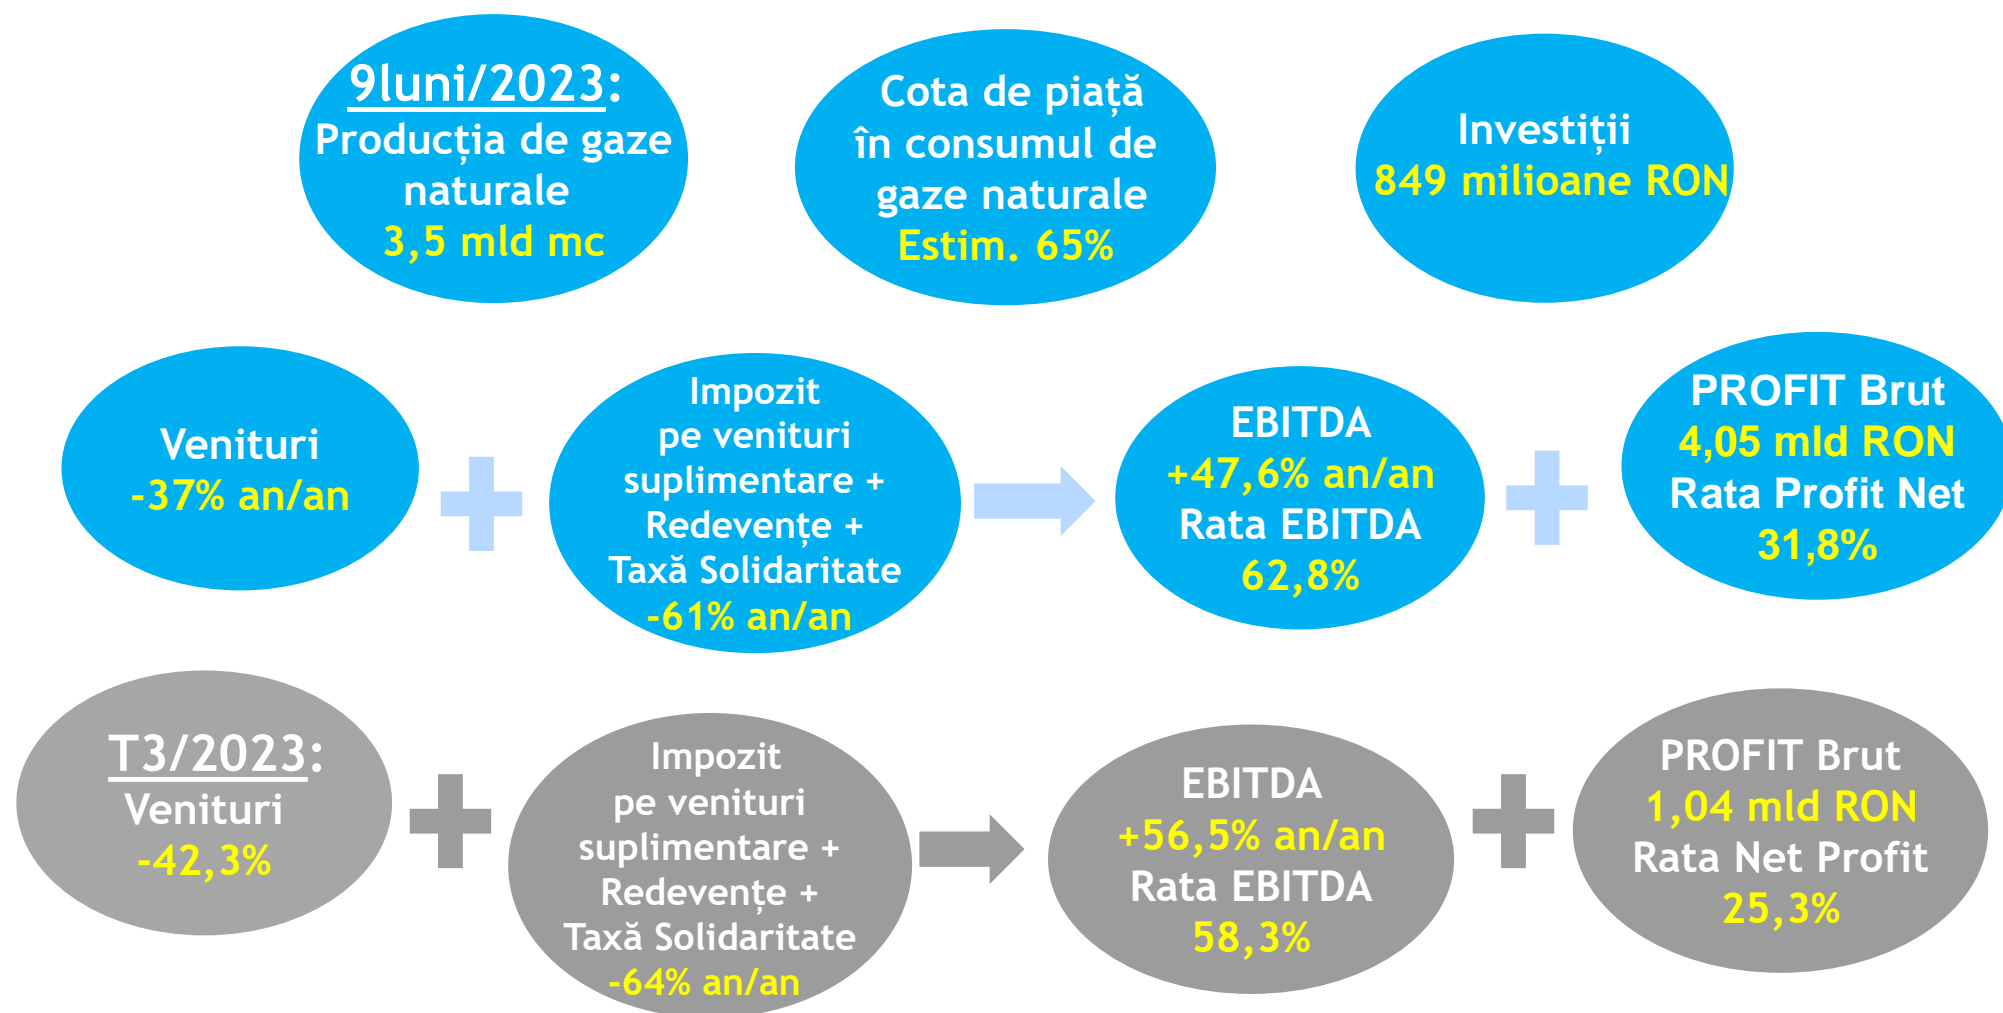 9luni/2023:
Producția de gaze
naturale
3,5 mld mc
Cota de piață
în consumul de
gaze naturale
Estim. 65%
Investiții
849 milioane RON
Venituri
-37% an/an
Impozit
pe venituri
suplimentare +
Redevențe +
Taxă Solidaritate
-61% an/an
EBITDA
+47,6% an/an
Rata EBITDA
62,8%
PROFIT Brut
4,05 mld RON
Rata Profit Net
31,8%
T3/2023:
Venituri
-42,3%
Impozit
pe venituri
suplimentare +
Redevențe +
Taxă Solidaritate
-64% an/an
EBITDA
+56,5% an/an
Rata EBITDA
58,3%
PROFIT Brut
1,04 mld RON
Rata Net Profit
25,3%